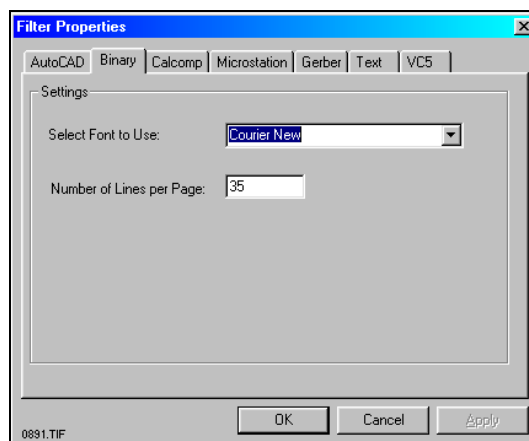 Filter Properties
AutoCAD Binary Calcomp Microstation Gerber Text VC5
Settings
Select Font to Use: Courier New
Number of Lines per Page: 35
OK Cancel Apply
0891.TIF